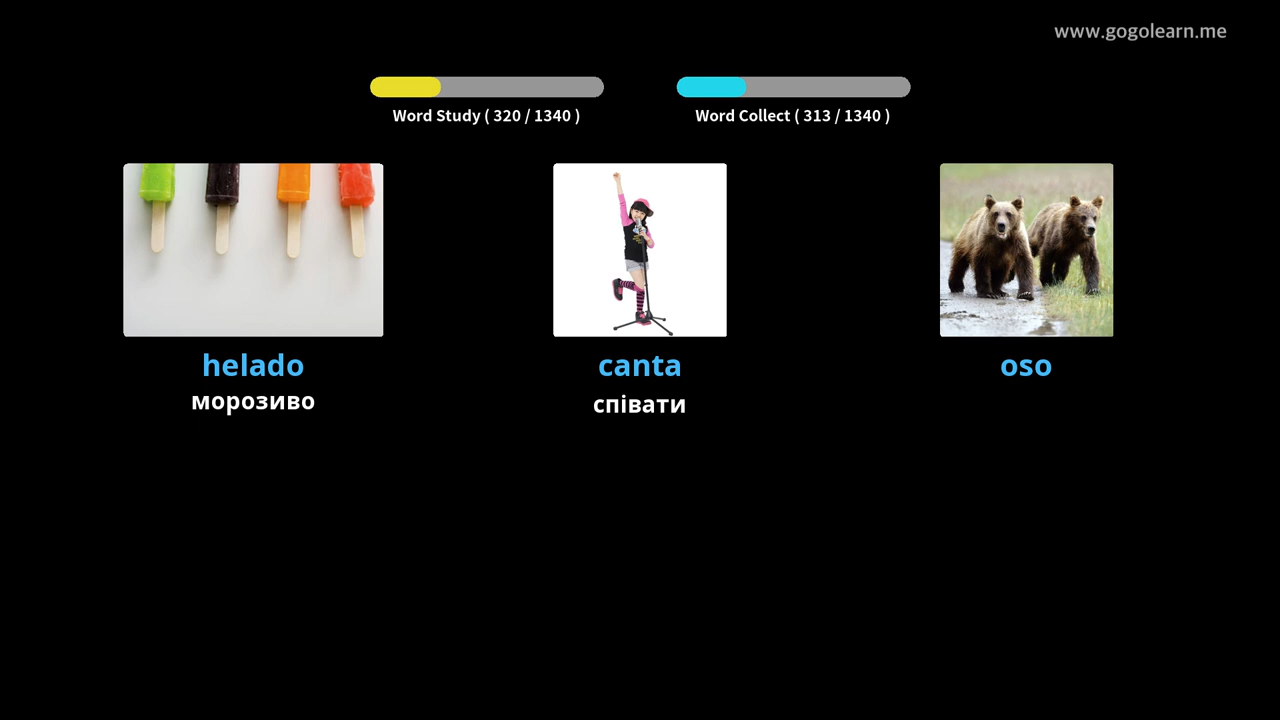 www.gogolearn.me
Word Study ( 320 / 1340 )
Word Collect ( 313 / 1340 )
helado
морозиво
canta
співати
oso